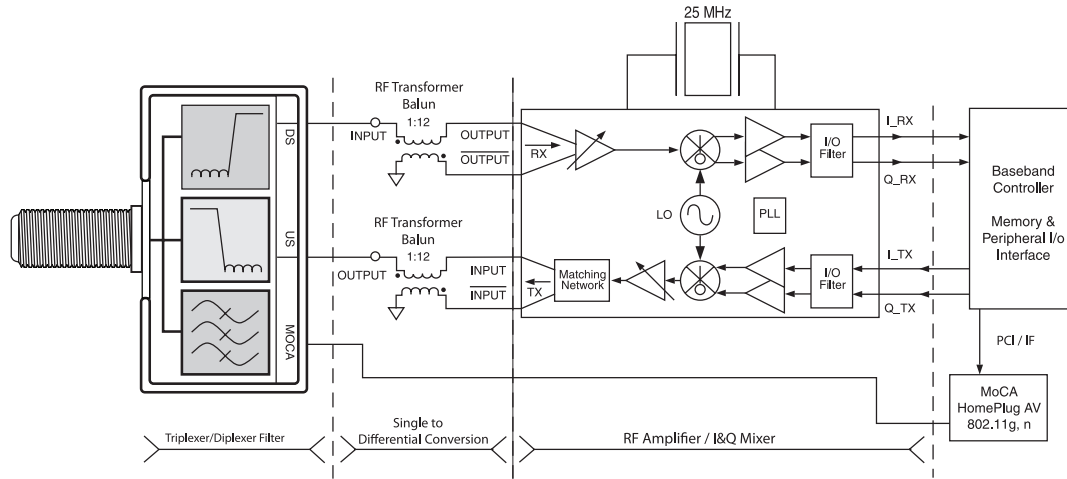 25 MHz
RF Transformer
Balun
1:12
INPUT
OUTPUT
OUTPUT
DS
RX
I/O
Filter
I_RX
Q_RX
Baseband
Controller
Memory &
Peripheral I/o
Interface
LO
PLL
RF Transformer
Balun
1:12
OUTPUT
INPUT
INPUT
US
TX
Matching
Network
I/O
Filter
I_TX
Q_TX
MOCA
PCI / IF
MoCA
HomePlug AV
802.11g, n
Triplexer/Diplexer Filter
Single to
Differential Conversion
RF Amplifier / I&Q Mixer